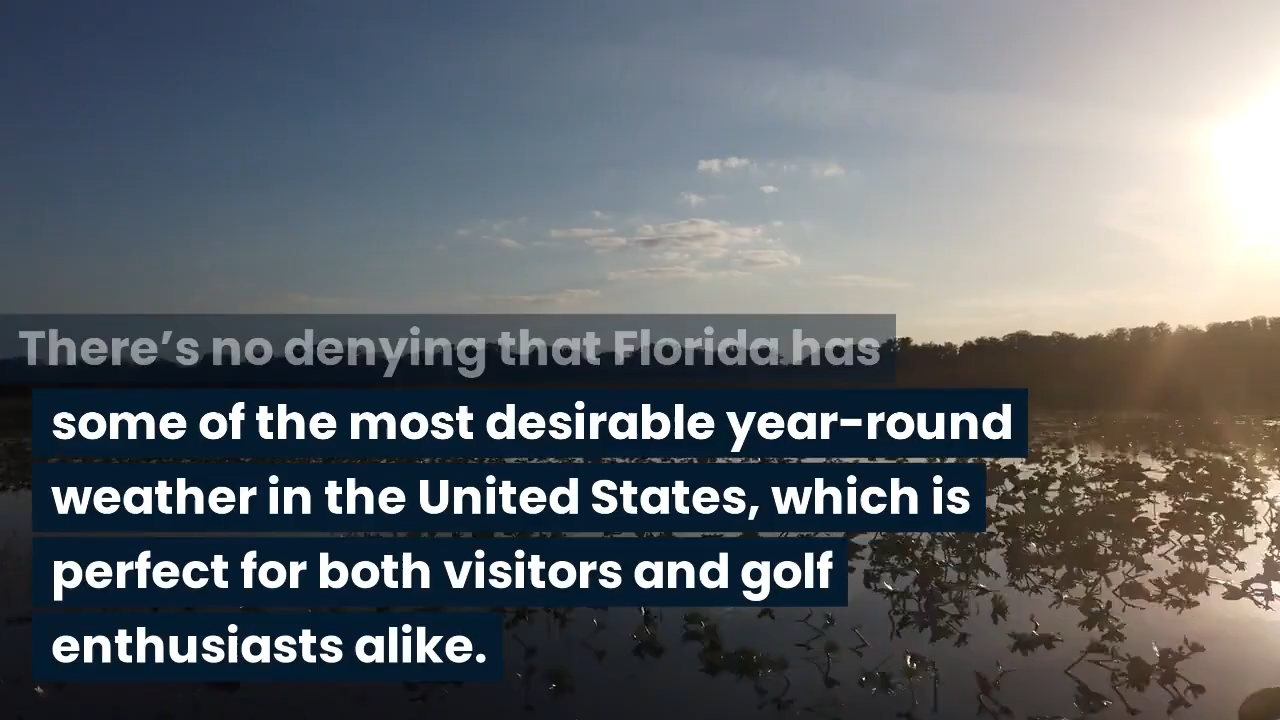 There’s no denying that Florida has
some of the most desirable year-round
weather in the United States, which is
perfect for both visitors and golf
enthusiasts alike.